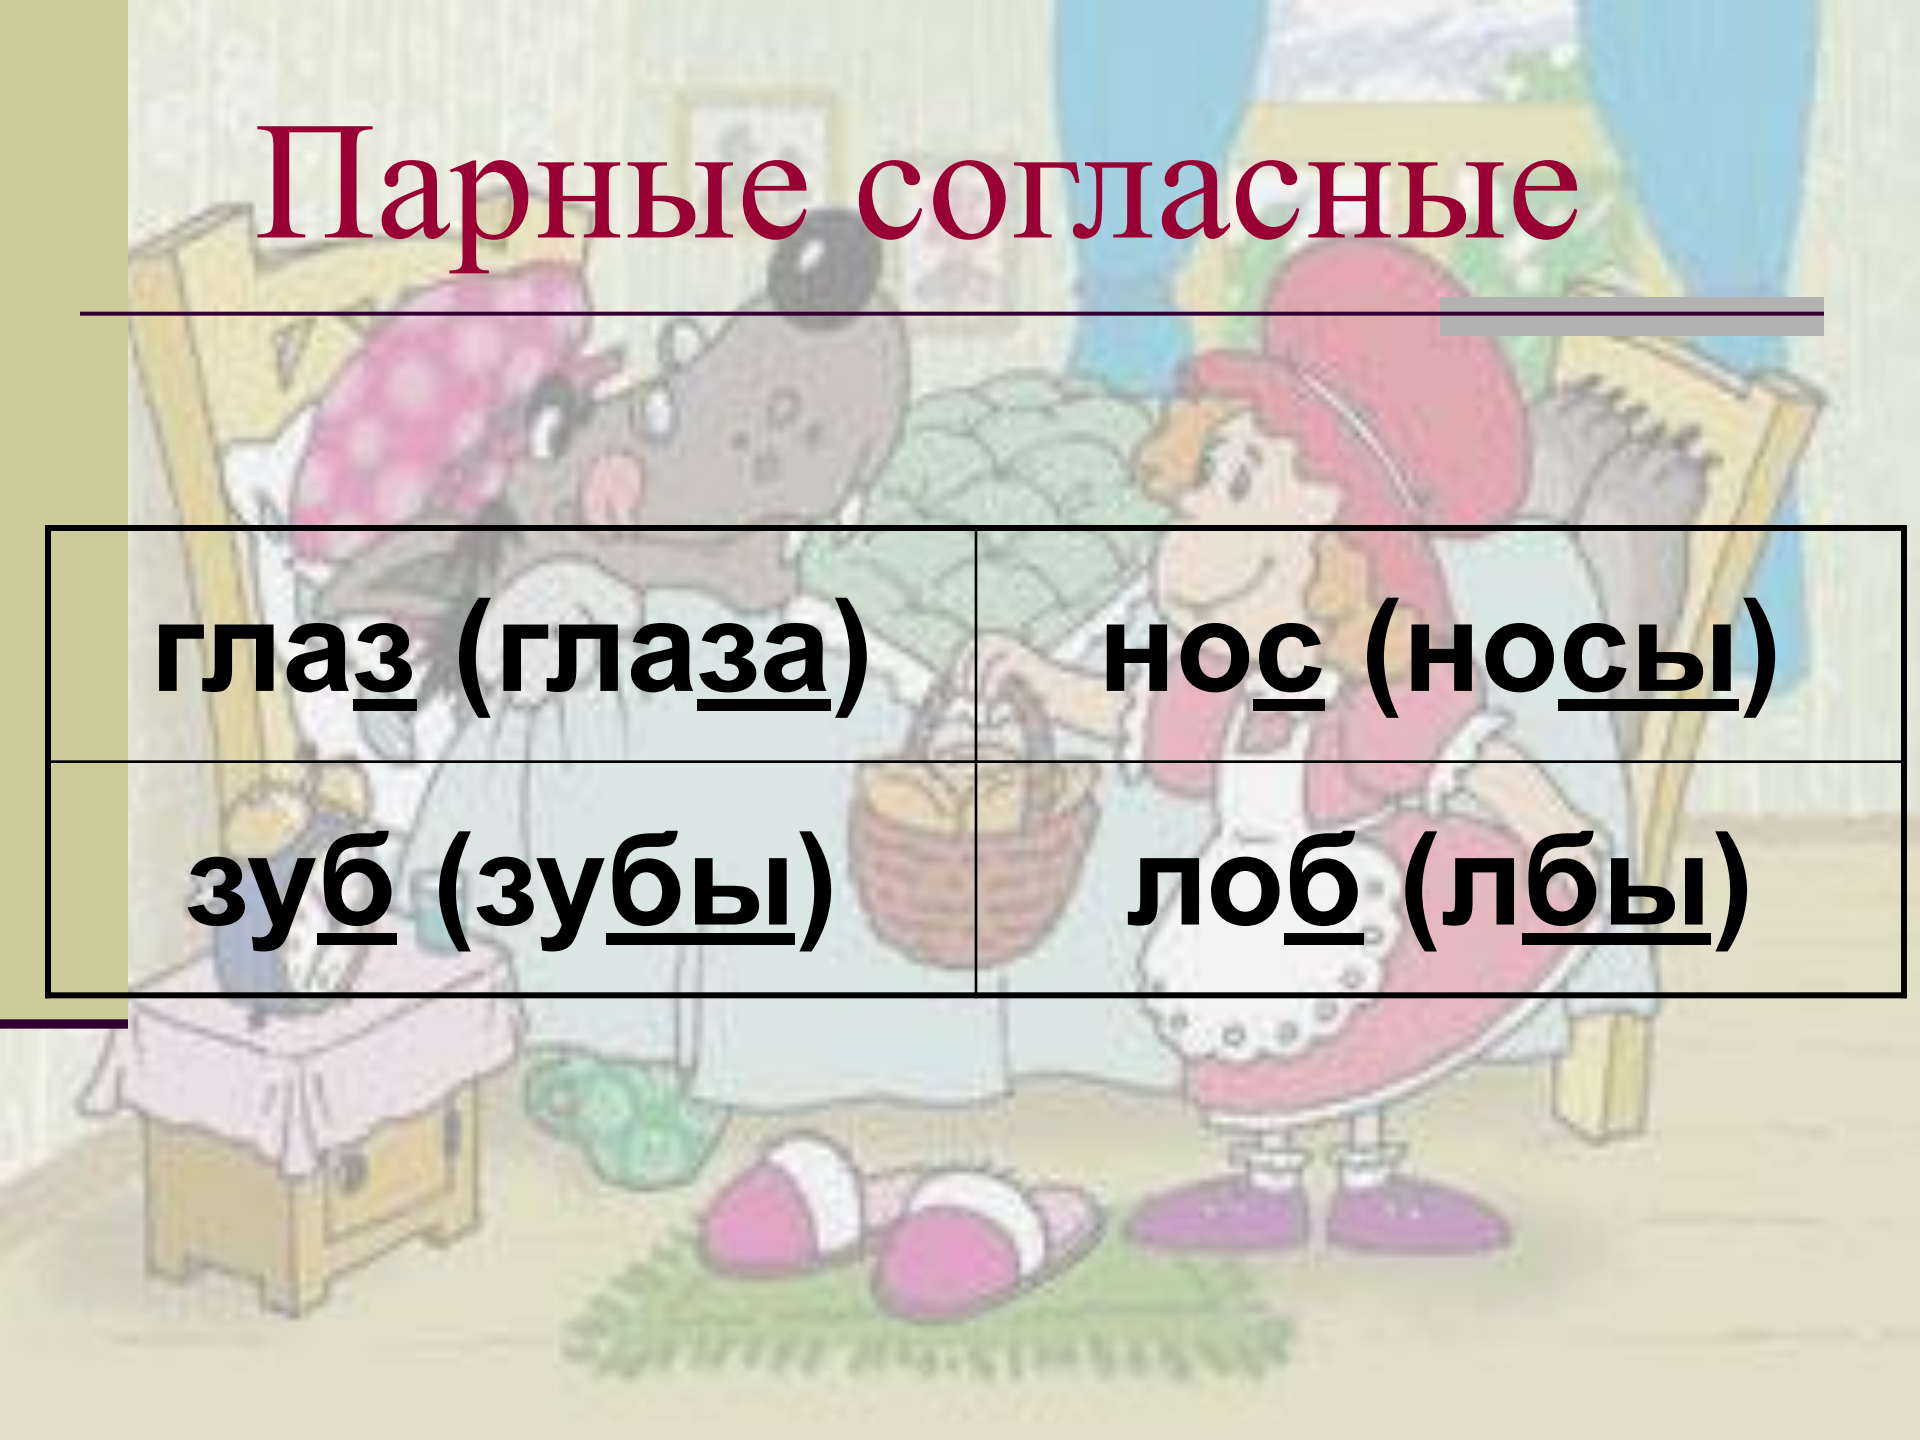 Парные согласные
глаз (глаза) нос (носы)
зуб (зубы) лоб (лбы)